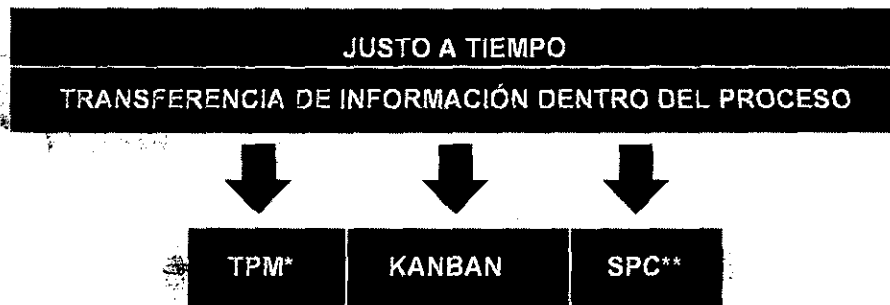 JUSTO A TIEMPO
TRANSFERENCIA DE INFORMACIÓN DENTRO DEL PROCESO
TPM* KANBAN SPC**